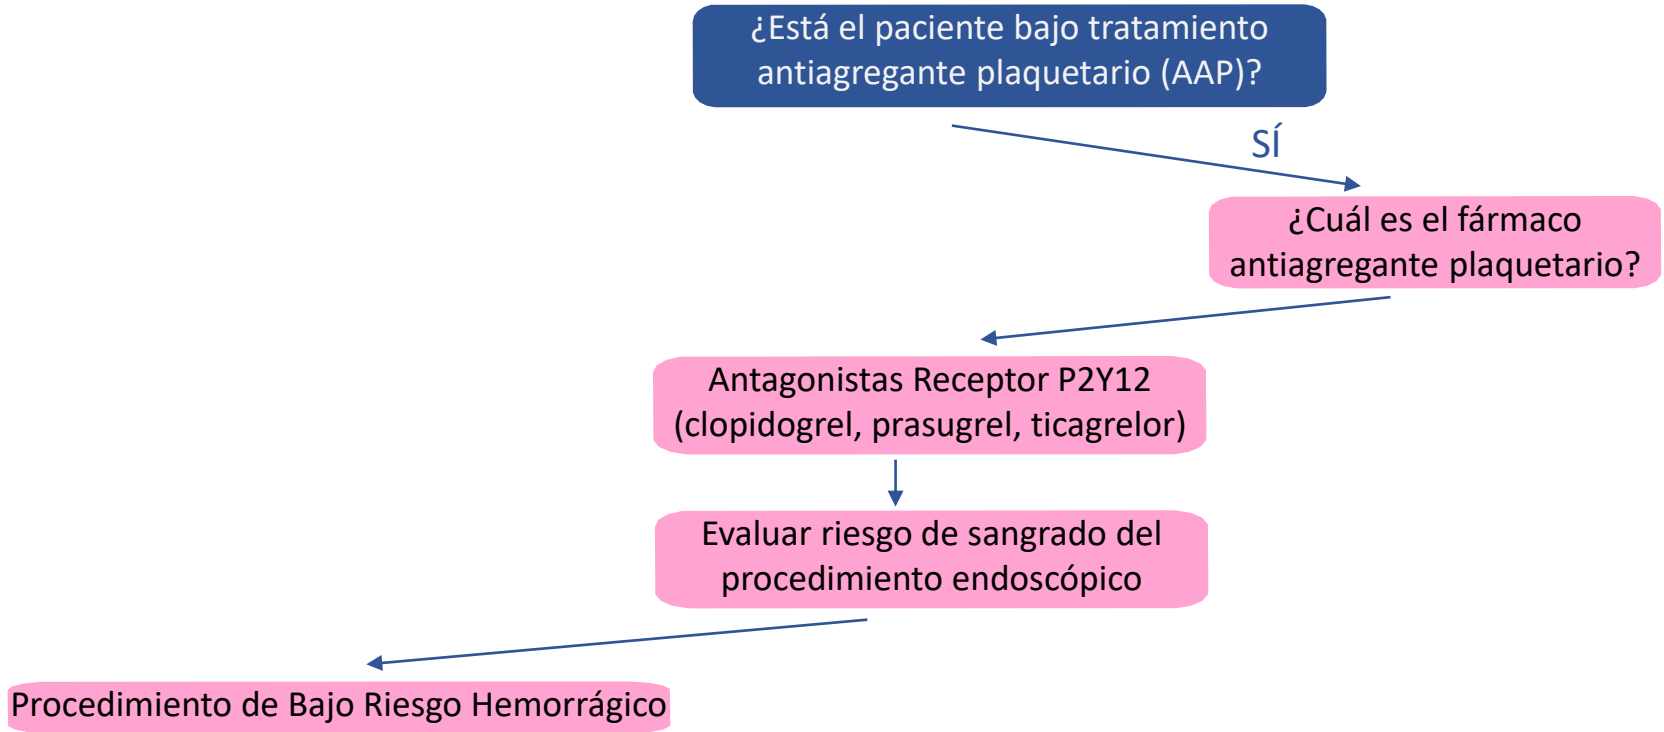 ¿Está el paciente bajo tratamiento
antiagregante plaquetario (AAP)?
SÍ
¿Cuál es el fármaco
antiagregante plaquetario?
Antagonistas Receptor P2Y12
(clopidogrel, prasugrel, ticagrelor)
Evaluar riesgo de sangrado del
procedimiento endoscópico
Procedimiento de Bajo Riesgo Hemorrágico